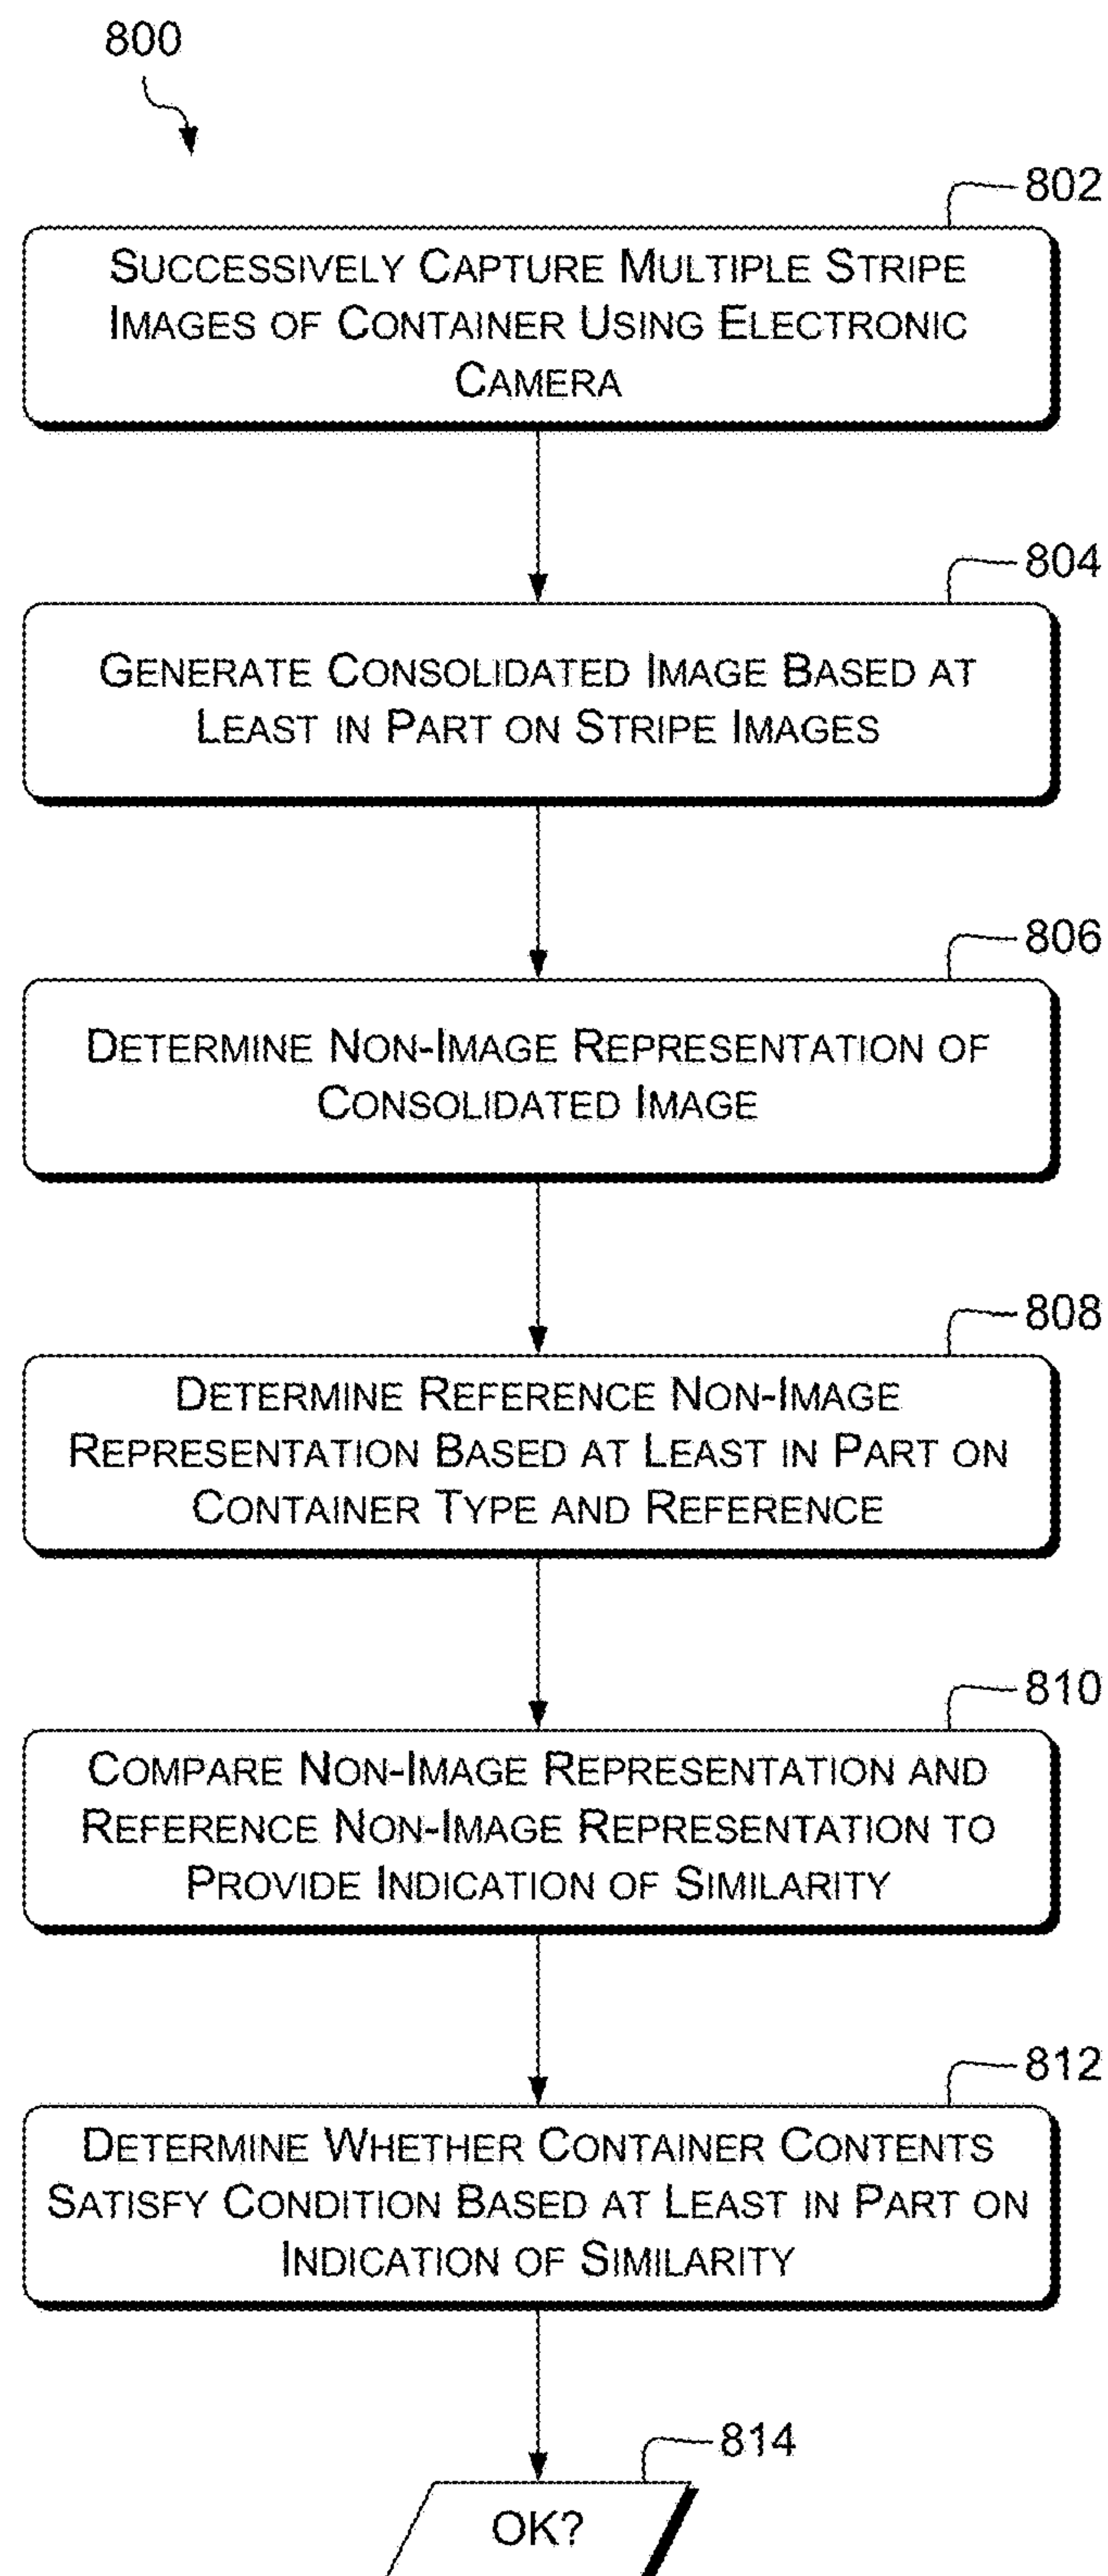 800
802
SUCCESSIVELY CAPTURE MULTIPLE STRIPE
IMAGES OF CONTAINER USING ELECTRONIC
CAMERA
804
GENERATE CONSOLIDATED IMAGE BASED AT
LEAST IN PART ON STRIPE IMAGES
806
DETERMINE NON-IMAGE REPRESENTATION OF
CONSOLIDATED IMAGE
808
DETERMINE REFERENCE NON-IMAGE
REPRESENTATION BASED AT LEAST IN PART ON
CONTAINER TYPE AND REFERENCE
810
COMPARE NON-IMAGE REPRESENTATION AND
REFERENCE NON-IMAGE REPRESENTATION TO
PROVIDE INDICATION OF SIMILARITY
812
DETERMINE WHETHER CONTAINER CONTENTS
SATISFY CONDITION BASED AT LEAST IN PART ON
INDICATION OF SIMILARITY
814
OK?